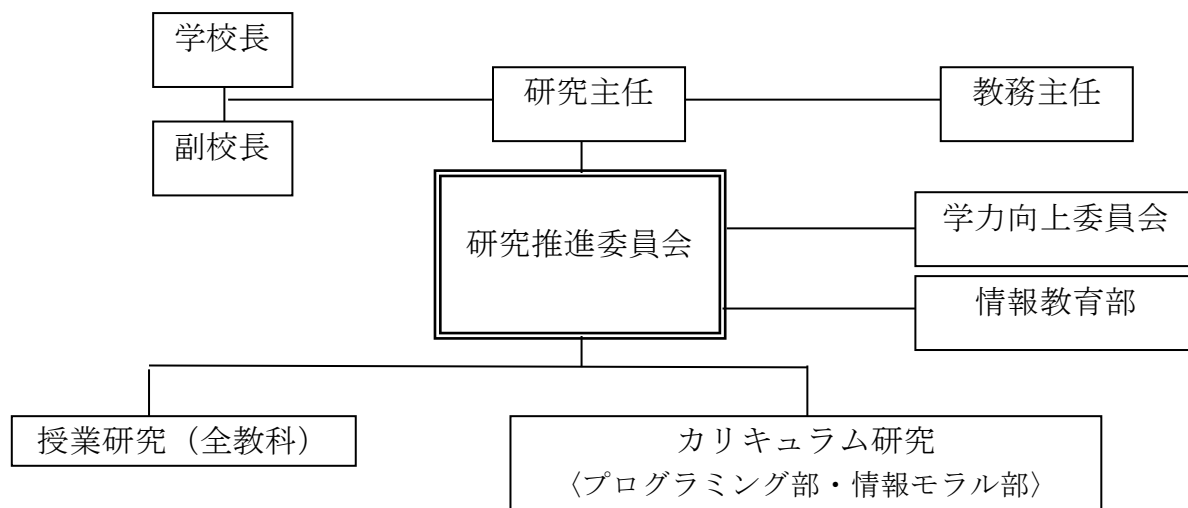 学校長
研究主任
教務主任
副校長
研究推進委員会
学力向上委員会
情報教育部
授業研究（全教科）
カリキュラム研究
〈プログラミング部・情報モラル部〉